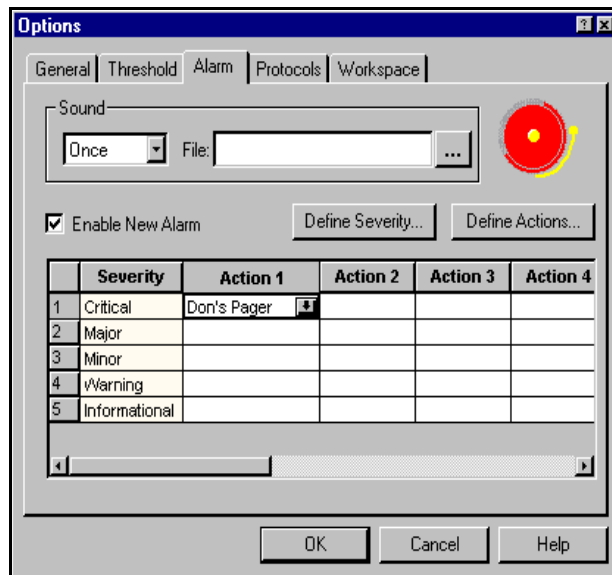 Options
General Threshold Alarm Protocols Workspace
Sound
Once File: ...
Enable New Alarm Define Severity... Define Actions...
Severity Action 1 Action 2 Action 3 Action 4
1 Critical Don's Pager
2 Major
3 Minor
4 Warning
5 Informational
OK Cancel Help